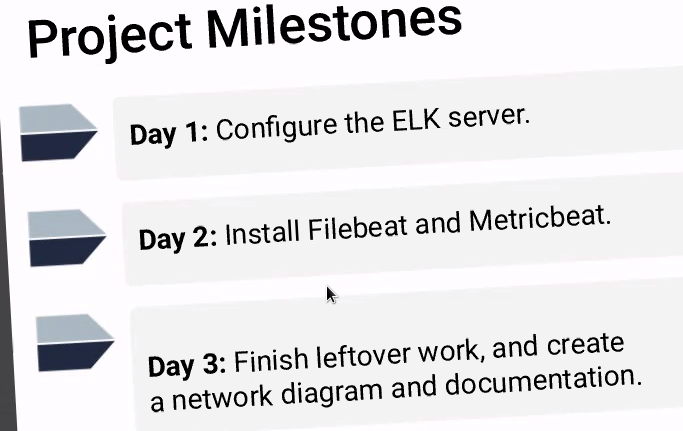 Project Milestones
Day 1: Configure the ELK server.
Day 2: Install Filebeat and Metricbeat.
Day 3: Finish leftover work, and create
a network diagram and documentation.